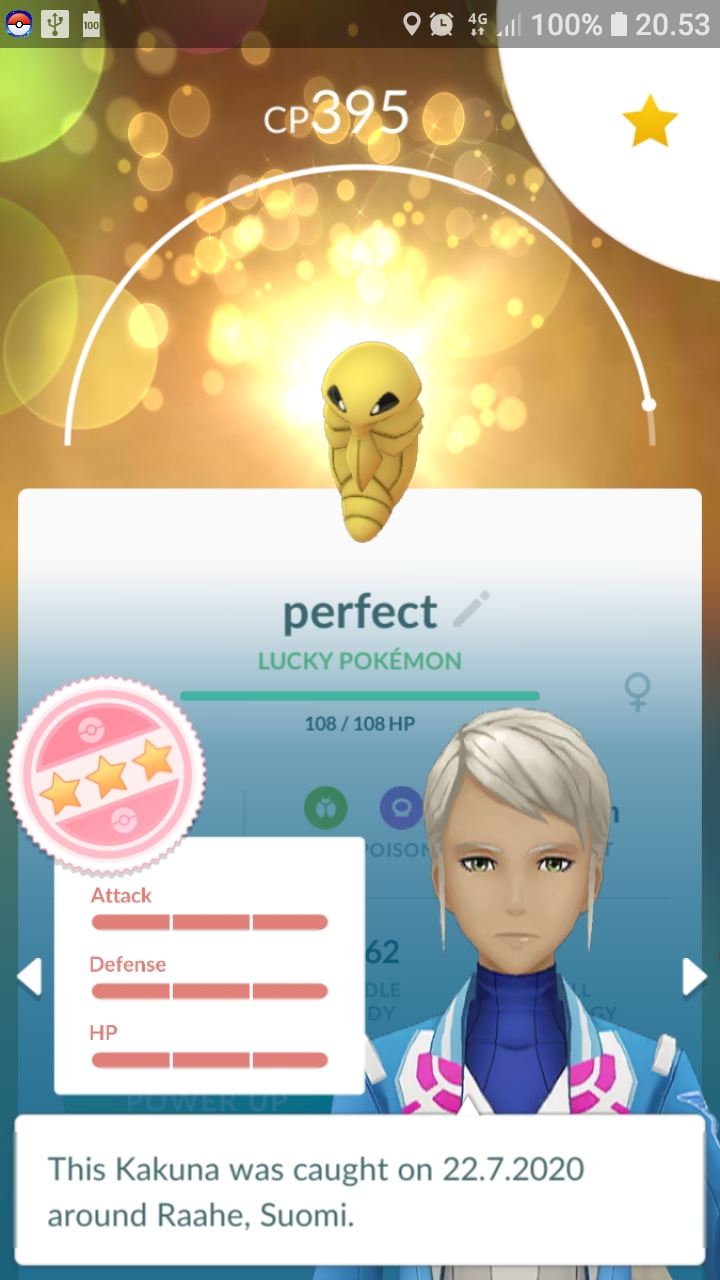 100 4G 100% 20.53
CP395
perfect
LUCKY POKÉMON
108 / 108 HP
POISON
Attack
62
Defense
HP
POWER UP
This Kakuna was caught on 22.7.2020
around Raahe, Suomi.